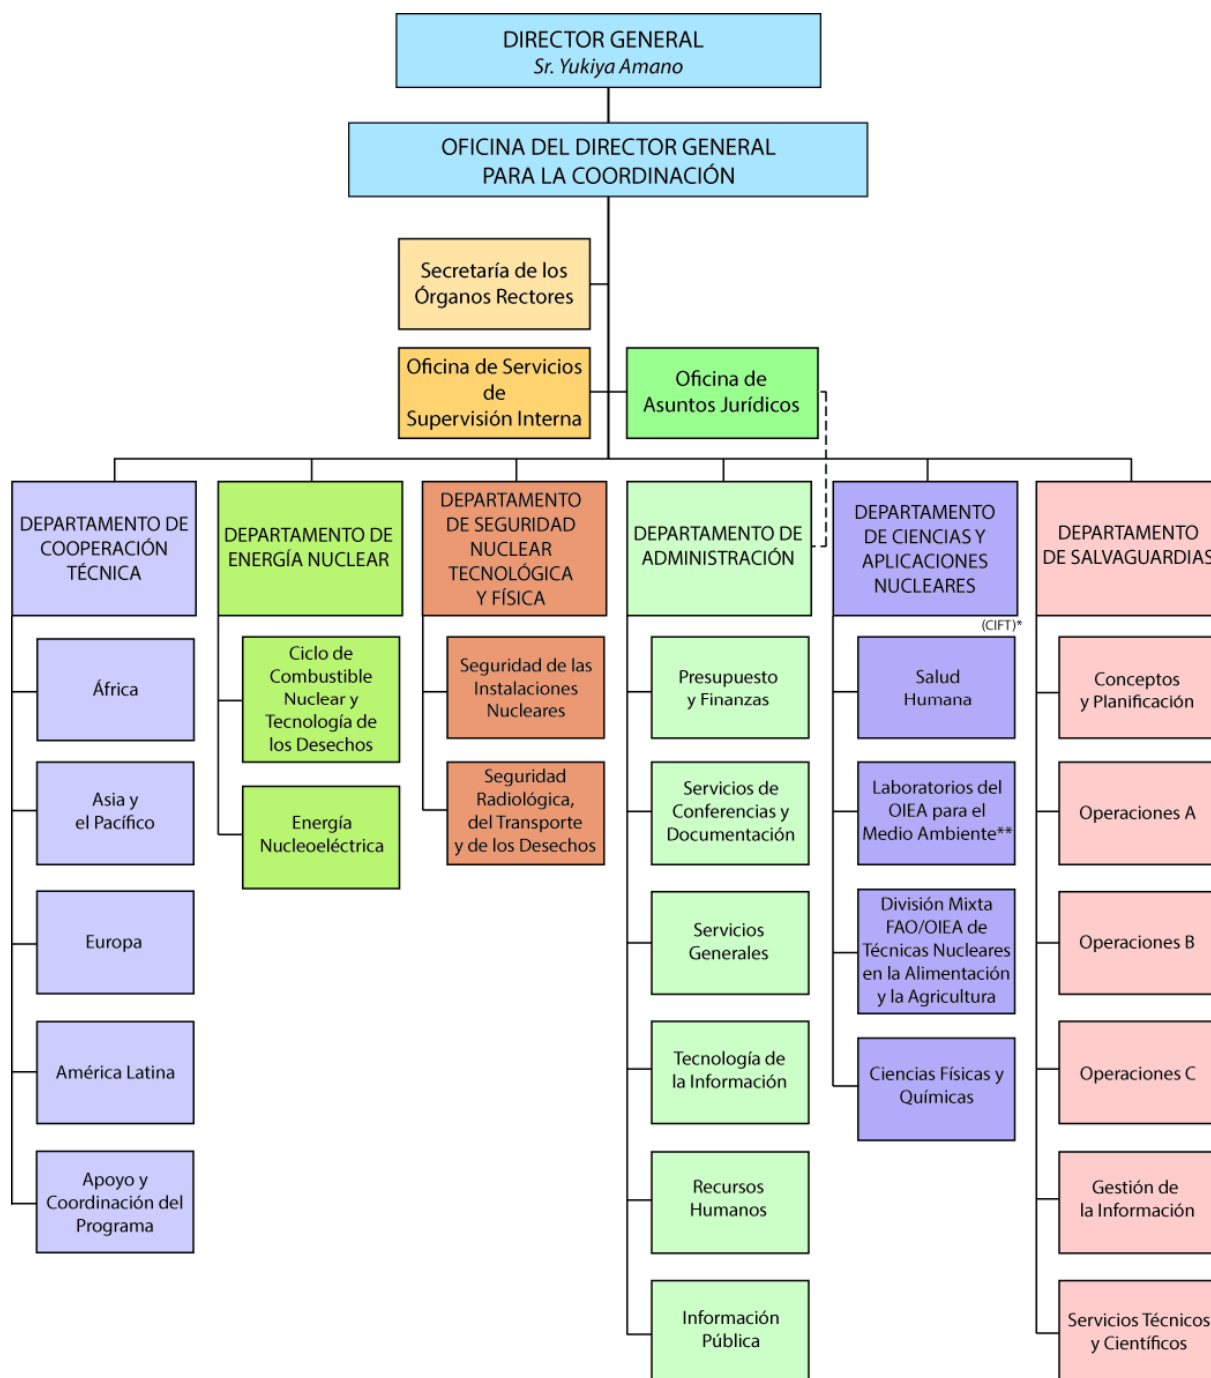 DIRECTOR GENERAL
Sr. Yukiya Amano
OFICINA DEL DIRECTOR GENERAL
PARA LA COORDINACIÓN
Secretaría de los
Órganos Rectores
Oficina de Servicios
de
Supervisión Interna
Oficina de
Asuntos Jurídicos
DEPARTAMENTO DE
COOPERACIÓN
TÉCNICA
DEPARTAMENTO DE
ENERGÍA NUCLEAR
DEPARTAMENTO
DE SEGURIDAD
NUCLEAR
TECNOLÓGICA
Y FÍSICA
DEPARTAMENTO DE
ADMINISTRACIÓN
DEPARTAMENTO
DE CIENCIAS Y
APLICACIONES
NUCLEARES
DEPARTAMENTO
DE SALVAGUARDIAS
(CIFT)*
África
Asia y
el Pacífico
Europa
América Latina
Apoyo y
Coordinación del
Programa
Ciclo de
Combustible
Nuclear y
Tecnología de
los Desechos
Energía
Nucleoeléctrica
Seguridad de las
Instalaciones
Nucleares
Seguridad
Radiológica,
del Transporte
y de los Desechos
Presupuesto
y Finanzas
Servicios de
Conferencias y
Documentación
Servicios
Generales
Tecnología de
la Información
Recursos
Humanos
Información
Pública
Salud
Humana
Laboratorios del
OIEA para el
Medio Ambiente**
División Mixta
FAO/OIEA de
Técnicas Nucleares
en la Alimentación
y la Agricultura
Ciencias Físicas y
Químicas
Conceptos
y Planificación
Operaciones A
Operaciones B
Operaciones C
Gestión de
la Información
Servicios Técnicos
y Científicos